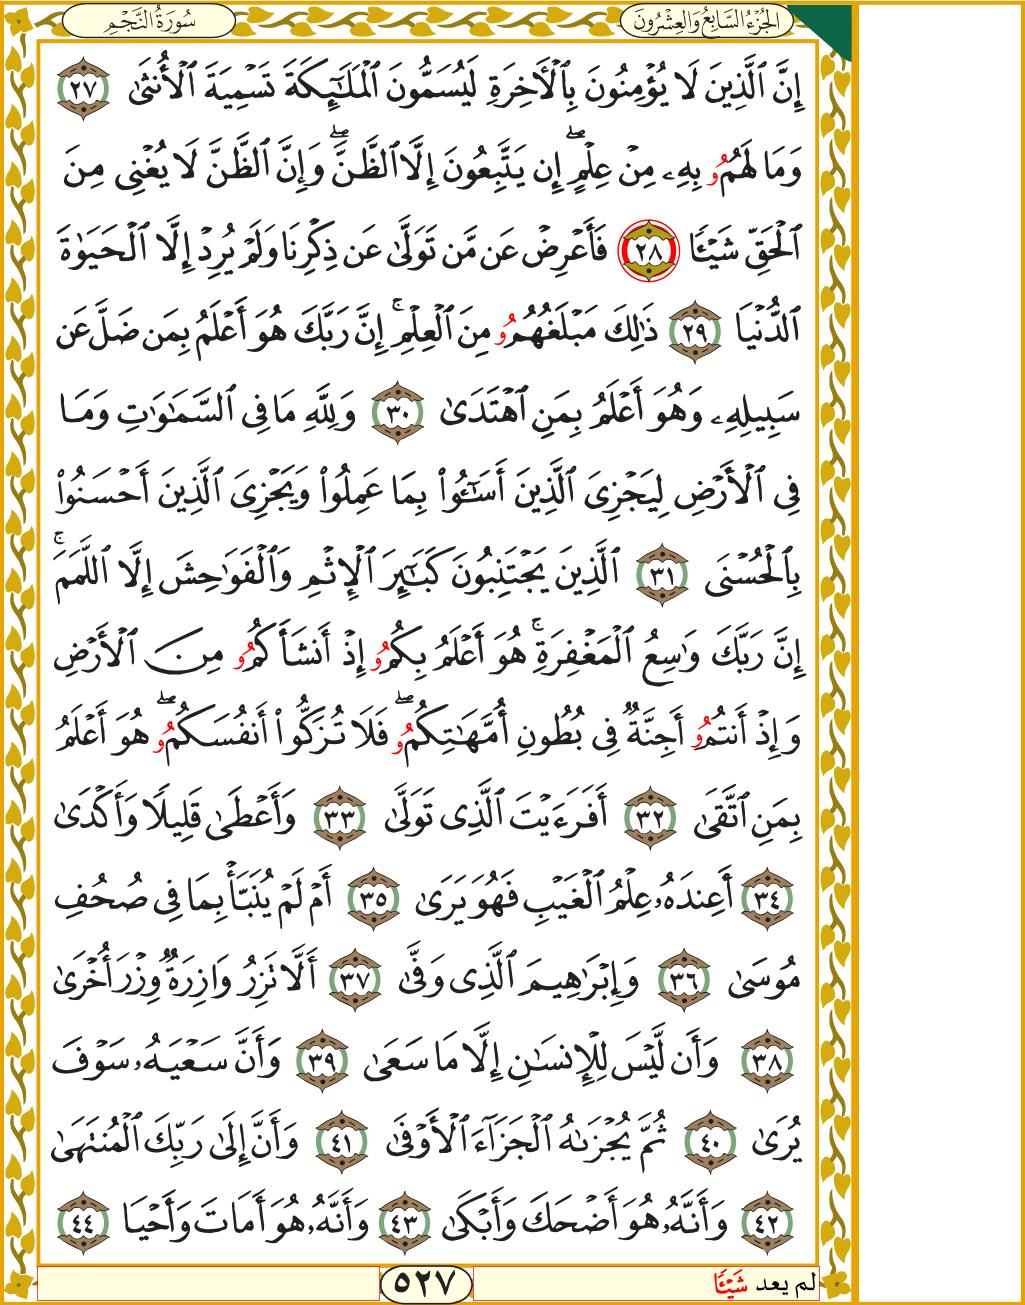 الجُزْءُ السَّابِعُ وَالعِشْرُونَ
سُورَةُ النَّجْمِ
إِنَّ ٱلَّذِينَ لَا يُؤْمِنُونَ بِٱلْأَخِرَةِ لَيُسَمُّونَ ٱلْمَلَٰٓئِكَةَ تَسْمِيَةَ ٱلْأُنثَىٰ ٢٧
وَمَا لَهُمُۥ بِهِۦ مِنْ عِلْمٍۖ إِن يَتَّبِعُونَ إِلَّا ٱلظَّنَّۖ وَإِنَّ ٱلظَّنَّ لَا يُغْنِى مِنَ
ٱلْحَقِّ شَيْـًٔا ٢٨ فَأَعْرِضْ عَن مَّن تَوَلَّىٰ عَن ذِكْرِنَا وَلَمْ يُرِدْ إِلَّا ٱلْحَيَوٰةَ
ٱلدُّنْيَا ٢٩ ذَٰلِكَ مَبْلَغُهُمُۥ مِنَ ٱلْعِلْمِۚ إِنَّ رَبَّكَ هُوَ أَعْلَمُ بِمَن ضَلَّ عَن
سَبِيلِهِۦ وَهُوَ أَعْلَمُ بِمَنِ ٱهْتَدَىٰ ٣٠ وَلِلَّهِ مَا فِى ٱلسَّمَٰوَٰتِ وَمَا
فِى ٱلْأَرْضِ لِيَجْزِىَ ٱلَّذِينَ أَسَـٰٓـُٔوا۟ بِمَا عَمِلُوا۟ وَيَجْزِىَ ٱلَّذِينَ أَحْسَنُوا۟
بِٱلْحُسْنَى ٣١ ٱلَّذِينَ يَجْتَنِبُونَ كَبَـٰٓئِرَ ٱلْإِثْمِ وَٱلْفَوَٰحِشَ إِلَّا ٱللَّمَمَۚ
إِنَّ رَبَّكَ وَٰسِعُ ٱلْمَغْفِرَةِۚ هُوَ أَعْلَمُ بِكُمُۥ إِذْ أَنشَأَكُمُۥ مِنَ ٱلْأَرْضِ
وَإِذْ أَنتُمُۥ أَجِنَّةٌ فِى بُطُونِ أُمَّهَٰتِكُمُۥۖ فَلَا تُزَكُّوٓا۟ أَنفُسَكُمُۥۖ هُوَ أَعْلَمُ
بِمَنِ ٱتَّقَىٰ ٣٢ أَفَرَءَيْتَ ٱلَّذِى تَوَلَّىٰ ٣٣ وَأَعْطَىٰ قَلِيلًا وَأَكْدَىٰ
٣٤ أَعِندَهُۥ عِلْمُ ٱلْغَيْبِ فَهُوَ يَرَىٰ ٣٥ أَمْ لَمْ يُنَبَّأْ بِمَا فِى صُحُفِ
مُوسَىٰ ٣٦ وَإِبْرَٰهِيمَ ٱلَّذِى وَفَّىٰ ٣٧ أَلَّا تَزِرُ وَازِرَةٌ وِزْرَ أُخْرَىٰ
٣٨ وَأَن لَّيْسَ لِلْإِنسَٰنِ إِلَّا مَا سَعَىٰ ٣٩ وَأَنَّ سَعْيَهُۥ سَوْفَ
يُرَىٰ ٤٠ ثُمَّ يُجْزَىٰهُ ٱلْجَزَآءَ ٱلْأَوْفَىٰ ٤١ وَأَنَّ إِلَىٰ رَبِّكَ ٱلْمُنتَهَىٰ
٤٢ وَأَنَّهُۥ هُوَ أَضْحَكَ وَأَبْكَىٰ ٤٣ وَأَنَّهُۥ هُوَ أَمَاتَ وَأَحْيَا ٤٤
لم يعد شَيْـًٔا
٥٢٧